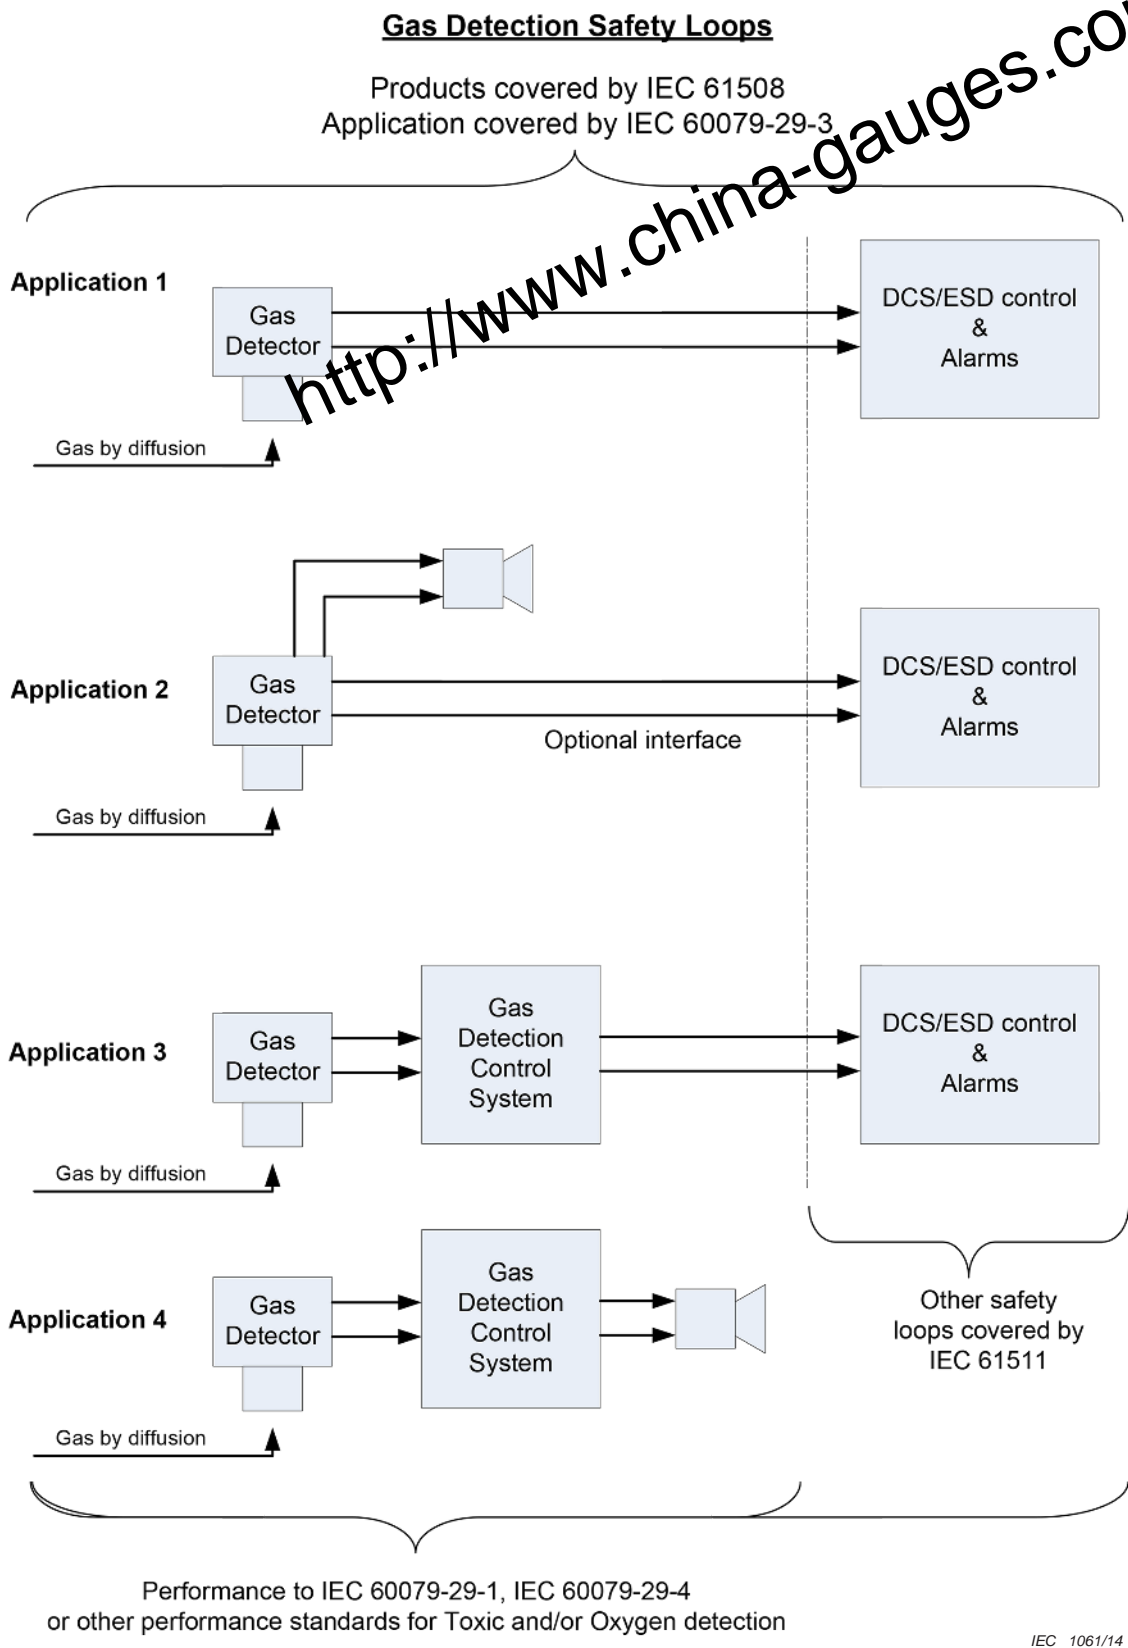 Gas Detection Safety Loops
Products covered by IEC 61508
Application covered by IEC 60079-29-3
http://www.china-gauges.co
Application 1
Gas
Detector
DCS/ESD control
&
Alarms
Gas by diffusion
Application 2
Gas
Detector
DCS/ESD control
&
Alarms
Optional interface
Gas by diffusion
Application 3
Gas
Detector
Gas
Detection
Control
System
DCS/ESD control
&
Alarms
Gas by diffusion
Application 4
Gas
Detector
Gas
Detection
Control
System
Other safety
loops covered by
IEC 61511
Gas by diffusion
Performance to IEC 60079-29-1, IEC 60079-29-4
or other performance standards for Toxic and/or Oxygen detection
IEC 1061/14